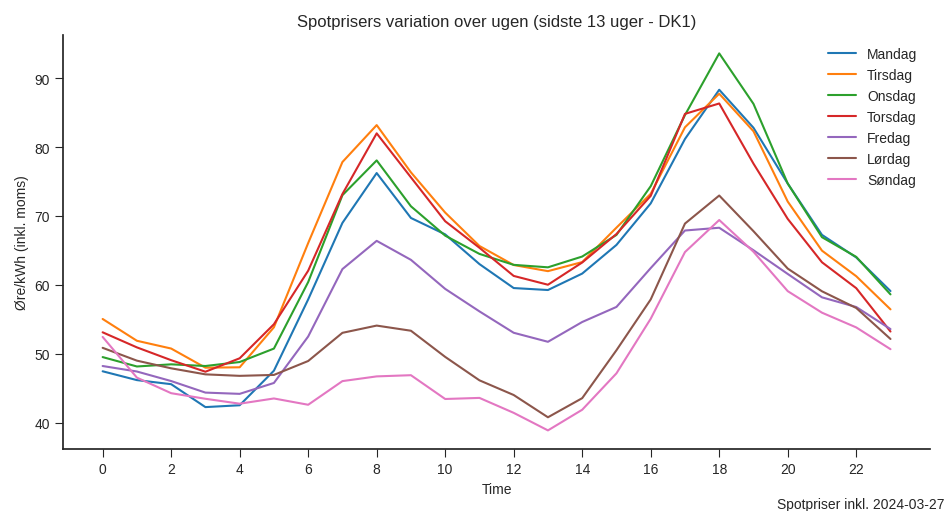 Spotprisers variation over ugen (sidste 13 uger - DK1)
Mandag
Tirsdag
Onsdag
Torsdag
Fredag
Lørdag
Søndag
Øre/kWh (inkl. moms)
90
80
70
60
50
40
0 2 4 6 8 10 12 14 16 18 20 22
Time
Spotpriser inkl. 2024-03-27